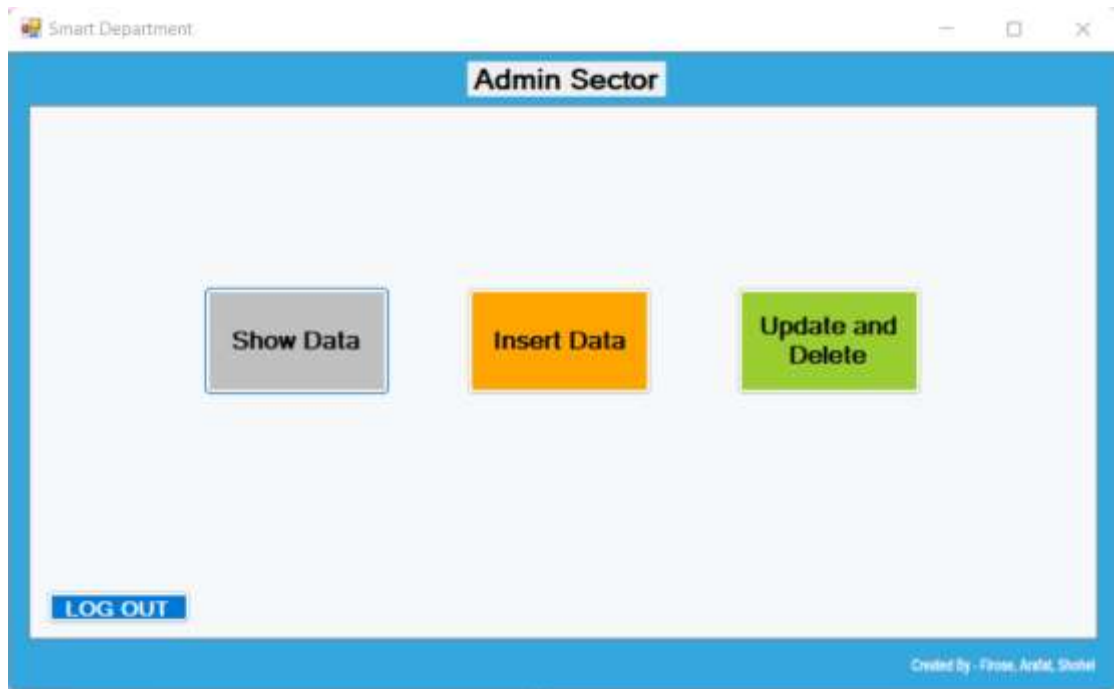 Smart Department
Admin Sector
Show Data
Insert Data
Update and
Delete
LOG OUT
Created By - Firose, Arafat, Shohel